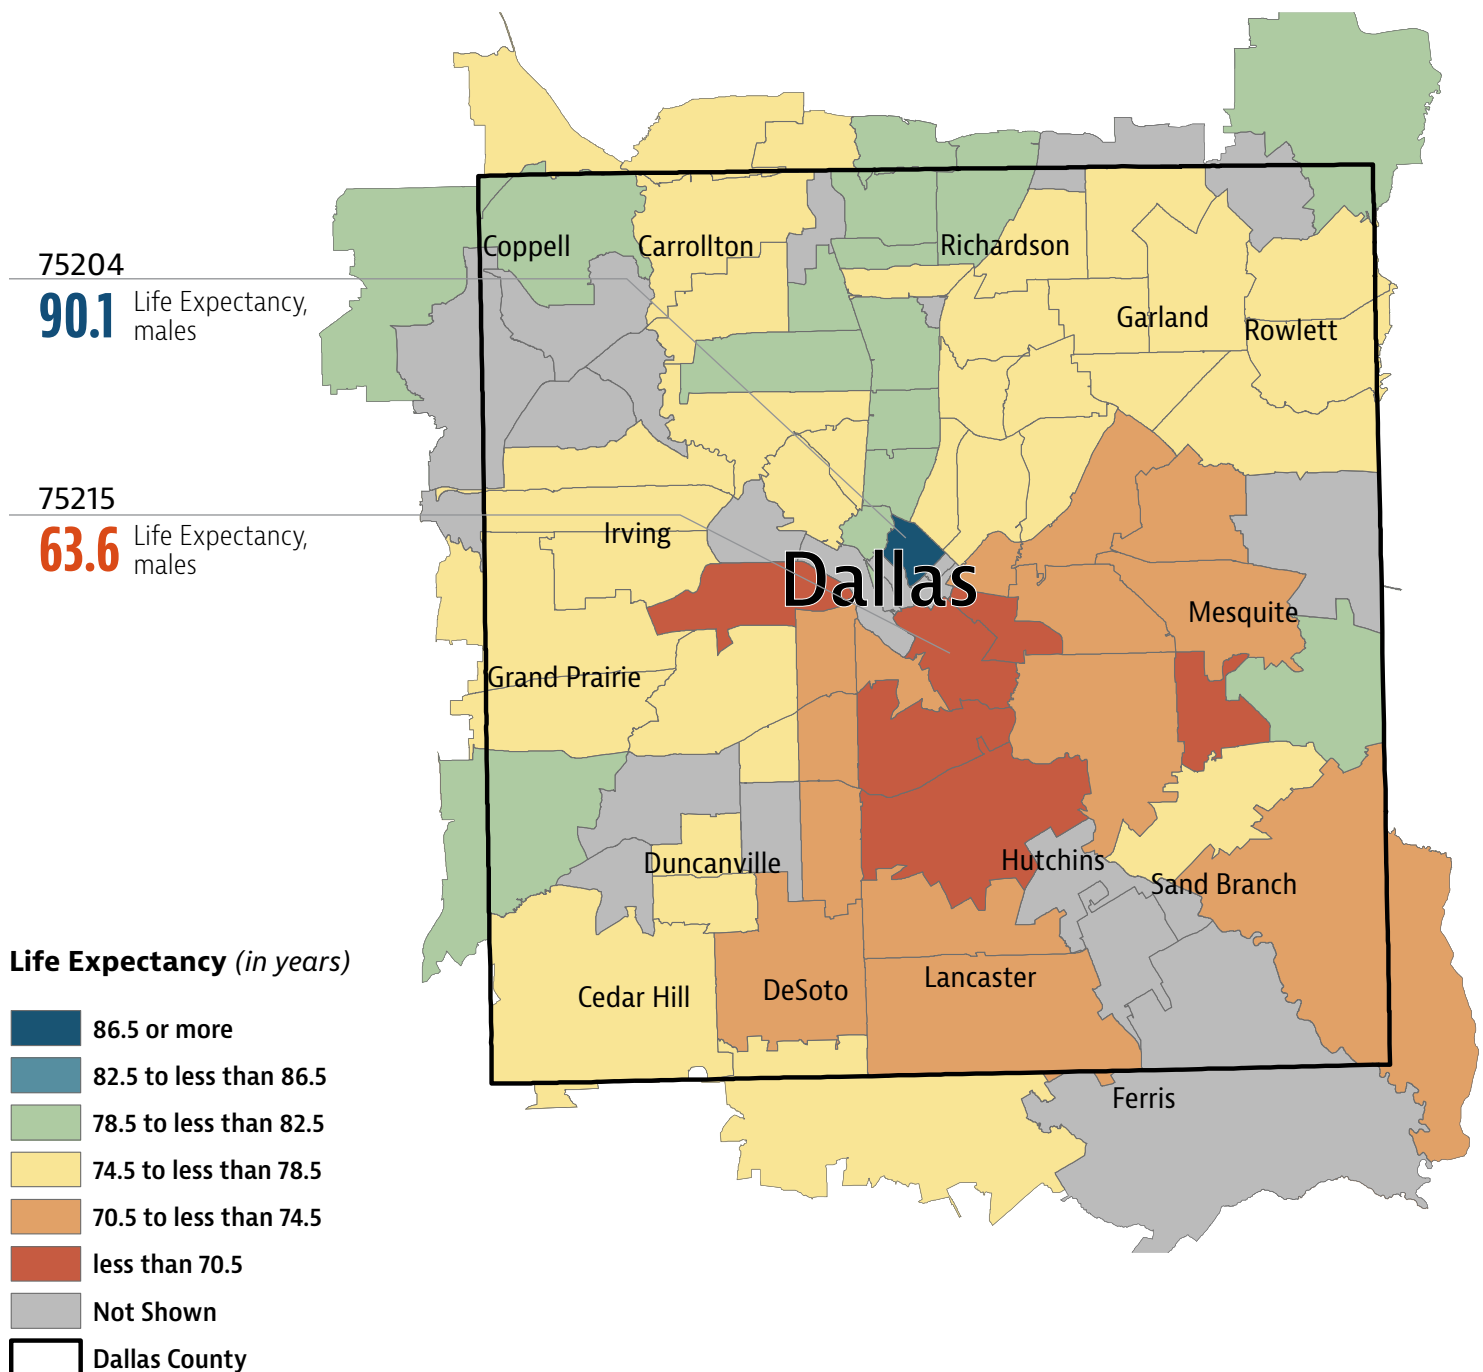 Coppell
Carrollton
Richardson
75204
90.1
Life Expectancy,
males
Garland
Rowlett
75215
63.6
Life Expectancy,
males
Irving
Dallas
Mesquite
Grand Prairie
Duncanville
Hutchins
Sand Branch
Cedar Hill
DeSoto
Lancaster
Ferris
Life Expectancy (in years)
86.5 or more
82.5 to less than 86.5
78.5 to less than 82.5
74.5 to less than 78.5
70.5 to less than 74.5
less than 70.5
Not Shown
Dallas County